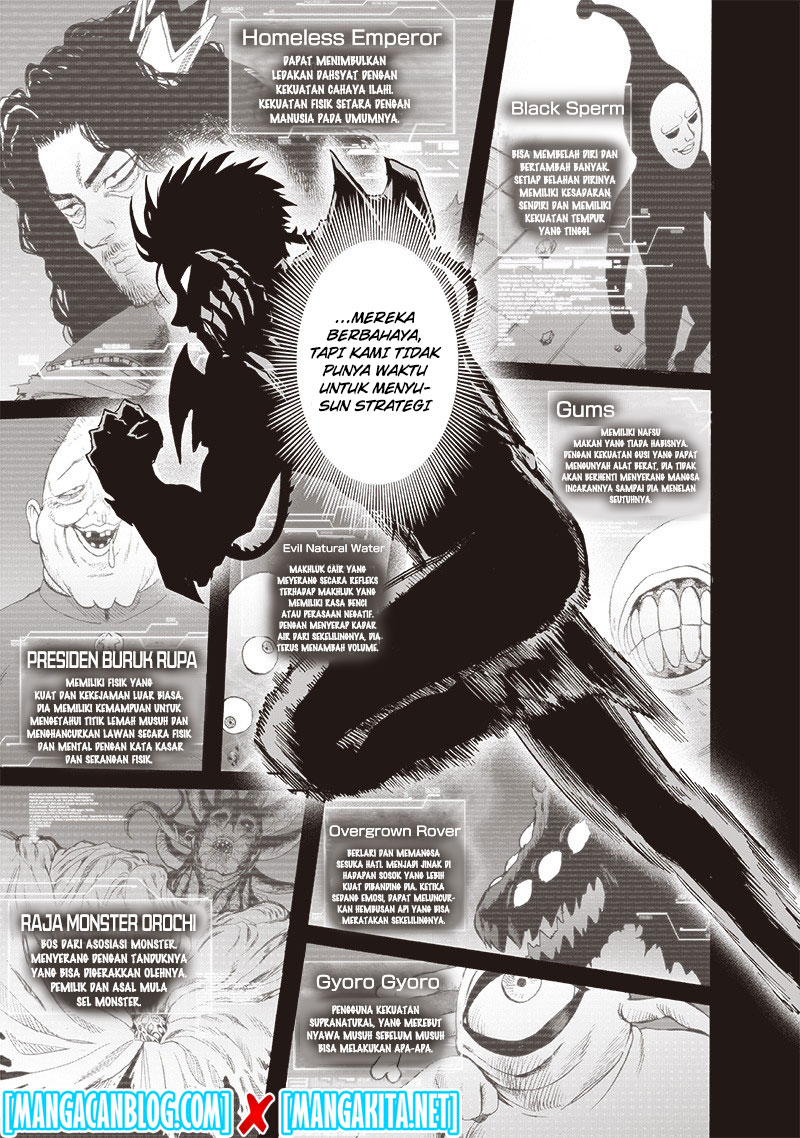 Homeless Emperor
DAPAT MENIMBULKAN
LEDAKAN DAHSYAT DENGAN
KEKUATAN CAHAYA ILAHI.
KEKUATAN FISIK SETARA DENGAN
MANUSIA PADA UMUMNYA.
Black Sperm
BISA MEMBELAH DIRI DAN
BERTAMBAH BANYAK.
SETIAP BELAHAN DIRINYA
MEMILIKI KESADARAN
SENDIRI DAN MEMILIKI
KEKUATAN TEMPUR
YANG TINGGI.
...MEREKA
BERBAHAYA,
TAPI KAMI TIDAK
PUNYA WAKTU
UNTUK MENYU-
SUN STRATEGI
Gums
MEMILIKI NAFSU
MAKAN YANG TIADA HABISNYA.
DENGAN KEKUATAN GUSI YANG DAPAT
MENGUNYAH ALAT BERAT, DIA TIDAK
AKAN BERHENTI MENYERANG MANGSA
INCARANNYA SAMPAI DIA MENELAN
SEUTUHNYA.
Evil Natural Water
MAKHLUK CAIR YANG
MEYERANG SECARA REFLEKS
TERHADAP MAKHLUK YANG
MEMILIKI RASA BENCI
ATAU PERASAAN NEGATIF.
DENGAN MENYERAP KADAR
AIR DARI SEKELILINGNYA, DIA
TERUS MENAMBAH VOLUME.
PRESIDEN BURUK RUPA
MEMILIKI FISIK YANG
KUAT DAN KEKEJAMAN LUAR BIASA.
DIA MEMILIKI KEMAMPUAN UNTUK
MENGETAHUI TITIK LEMAH MUSUH DAN
MENGHANCURKAN LAWAN SECARA FISIK
DAN MENTAL DENGAN KATA KASAR
DAN SERANGAN FISIK.
Overgrown Rover
BERLARI DAN MEMANGSA
SESUKA HATI. MENJADI JINAK DI
HADAPAN SOSOK YANG LEBIH
KUAT DIBANDING DIA. KETIKA
SEDANG EMOSI, DAPAT MELUNCUR-
KAN HEMBUSAN API YANG BISA
MERATAKAN SEKELILINGNYA.
RAJA MONSTER OROCHI
BOS DARI ASOSIASI MONSTER.
MENYERANG DENGAN TANDUKNYA
YANG BISA DIGERAKKAN OLEHNYA.
PEMILIK DAN ASAL MULA
SEL MONSTER.
Gyoro Gyoro
PENGGUNA KEKUATAN
SUPRANATURAL, YANG MEREBUT
NYAWA MUSUH SEBELUM MUSUH
BISA MELAKUKAN APA-APA.
[MANGACANBLOG.COM] X [MANGAKITA.NET]